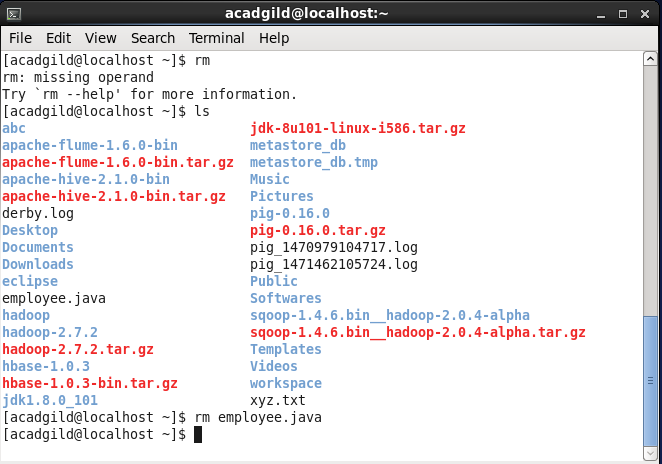 acadgild@localhost:~
File Edit View Search Terminal Help
[acadgild@localhost ~]$ rm
rm: missing operand
Try `rm --help' for more information.
[acadgild@localhost ~]$ ls
abc jdk-8u101-linux-i586.tar.gz
apache-flume-1.6.0-bin metastore_db
apache-flume-1.6.0-bin.tar.gz metastore_db.tmp
apache-hive-2.1.0-bin Music
apache-hive-2.1.0-bin.tar.gz Pictures
derby.log pig-0.16.0
Desktop pig-0.16.0.tar.gz
Documents pig_1470979104717.log
Downloads pig_1471462105724.log
eclipse Public
employee.java Softwares
hadoop sqoop-1.4.6.bin__hadoop-2.0.4-alpha
hadoop-2.7.2 sqoop-1.4.6.bin__hadoop-2.0.4-alpha.tar.gz
hadoop-2.7.2.tar.gz Templates
hbase-1.0.3 Videos
hbase-1.0.3-bin.tar.gz workspace
jdk1.8.0_101 xyz.txt
[acadgild@localhost ~]$ rm employee.java
[acadgild@localhost ~]$